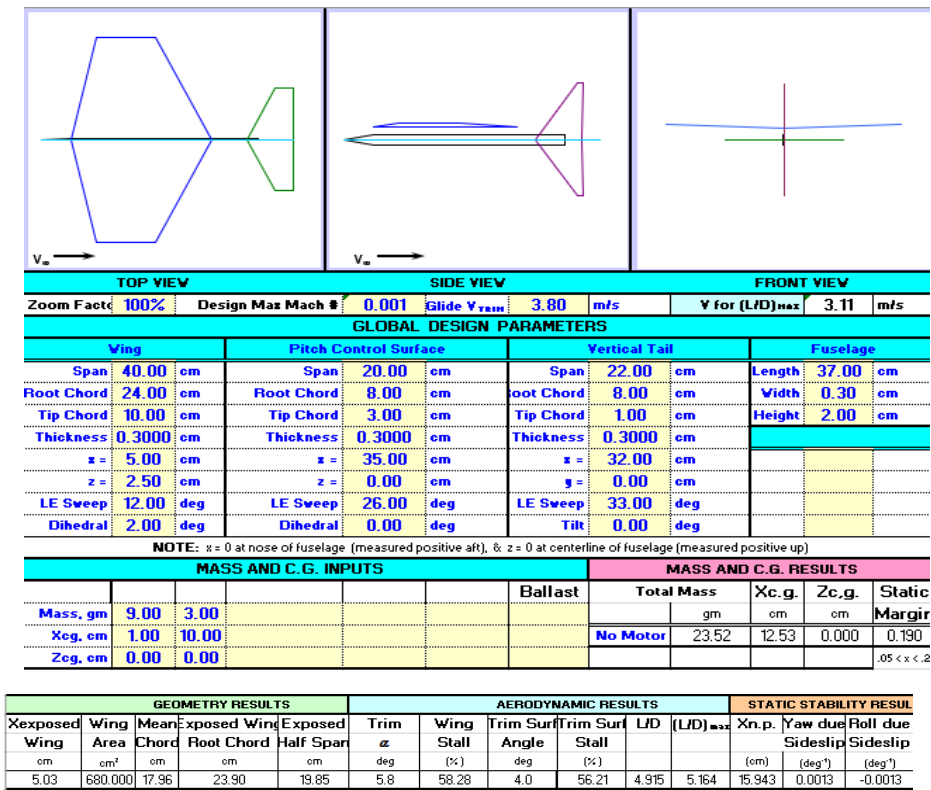 V∞
V∞
TOP VIEW SIDE VIEW FRONT VIEW
Zoom Facto 100% Design Max Mach # 0.001 Glide V TRIM 3.80 m/s V for (L/D)MAX 3.11 m/s
GLOBAL DESIGN PARAMETERS
Wing Pitch Control Surface Vertical Tail Fuselage
Span 40.00 cm Span 20.00 cm Span 22.00 cm Length 37.00 cm
Root Chord 24.00 cm Root Chord 8.00 cm oot Chord 8.00 cm Width 0.30 cm
Tip Chord 10.00 cm Tip Chord 3.00 cm Tip Chord 1.00 cm Height 2.00 cm
Thickness 0.3000 cm Thickness 0.3000 cm Thickness 0.3000 cm
x = 5.00 cm x = 35.00 cm x = 32.00 cm
z = 2.50 cm z = 0.00 cm y = 0.00 cm
LE Sweep 12.00 deg LE Sweep 26.00 deg LE Sweep 33.00 deg
Dihedral 2.00 deg Dihedral 0.00 deg Tilt 0.00 deg
NOTE: x = 0 at nose of fuselage (measured positive aft), & z = 0 at centerline of fuselage (measured positive up)
MASS AND C.G. INPUTS MASS AND C.G. RESULTS
Ballast Total Mass Xc.g. Zc,g. Static
Mass, gm 9.00 3.00 gm cm cm Margin
Xcg, cm 1.00 10.00 No Motor 23.52 12.53 0.000 0.190
Zcg, cm 0.00 0.00 .05 < x < .2
GEOMETRY RESULTS AERODYNAMIC RESULTS STATIC STABILITY RESUL
Xexposed Wing Mean Exposed Wing Exposed Trim Wing Trim Surf Trim Surf L/D (L/D)max Xn.p. Yaw due Roll due
Wing Area Chord Root Chord Half Span α Stall Angle Stall Sideslip Sideslip
cm cm² cm cm cm deg (%) deg (%) (cm) (deg⁻¹) (deg⁻¹)
5.03 680.000 17.96 23.90 19.85 5.8 58.28 4.0 56.21 4.915 5.164 15.943 0.0013 -0.0013